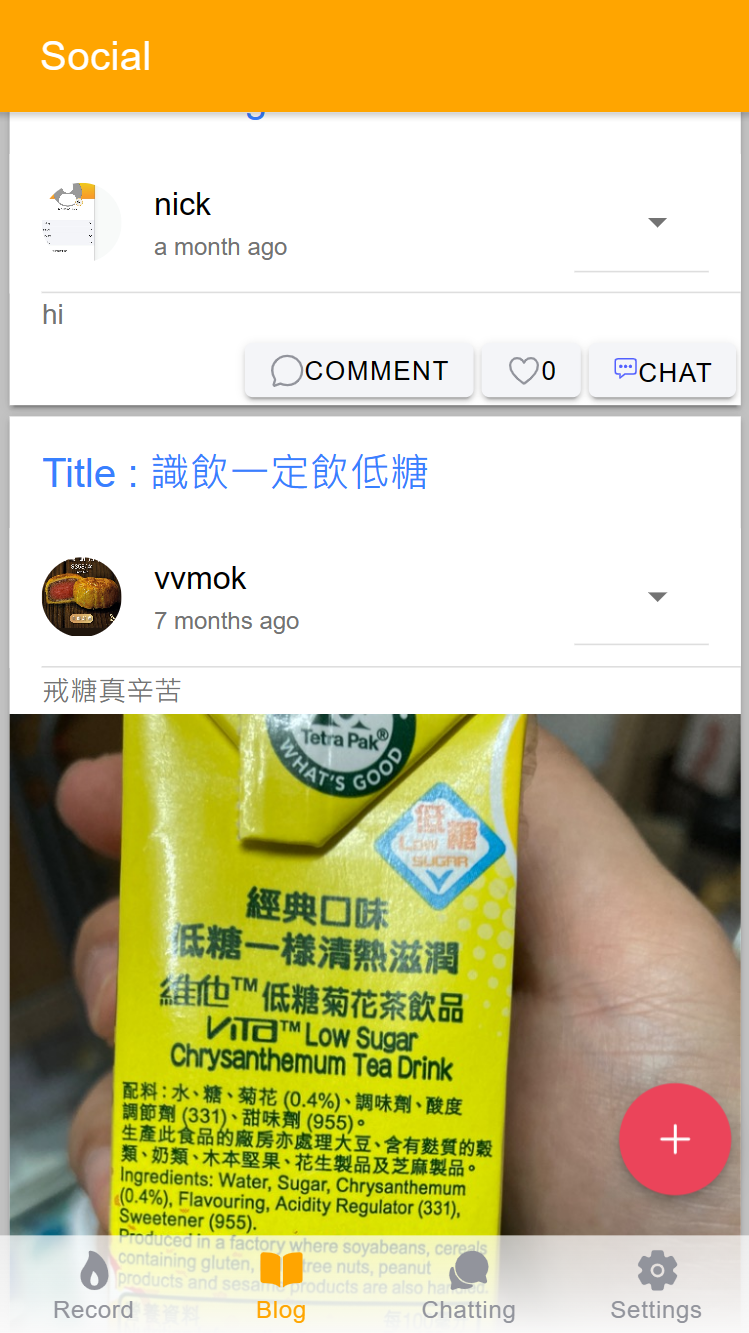 Social
nick
a month ago
hi
COMMENT
0
CHAT
Title : 識飲一定飲低糖
vvmok
7 months ago
戒糖真辛苦
Tetra Pak®
WHAT'S GOOD
低糖
LOW SUGAR
經典口味
低糖一樣清熱滋潤
維他™低糖菊花茶飲品
VITA™ Low Sugar
Chrysanthemum Tea Drink
配料：水、糖、菊花 (0.4%)、調味劑、酸度
調節劑 (331)、甜味劑 (955)。
生產此食品的廠房亦處理大豆、含有麩質的穀
類、奶類、木本堅果、花生製品及芝麻製品。
Ingredients: Water, Sugar, Chrysanthemum
(0.4%), Flavouring, Acidity Regulator (331),
Sweetener (955).
Produced in a factory where soyabeans, cereals
containing gluten, tree nuts, peanut
products and sesame products are also handled.
營養資料
Record
Blog
Chatting
Settings